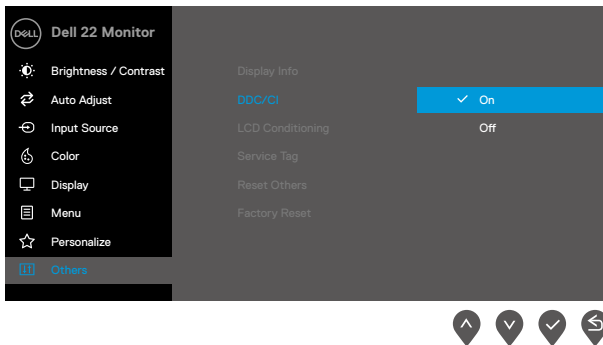 DELL Dell 22 Monitor
Brightness / Contrast
Auto Adjust
Input Source
Color
Display
Menu
Personalize
Others
Display Info
DDC/CI
LCD Conditioning
Service Tag
Reset Others
Factory Reset
On
Off